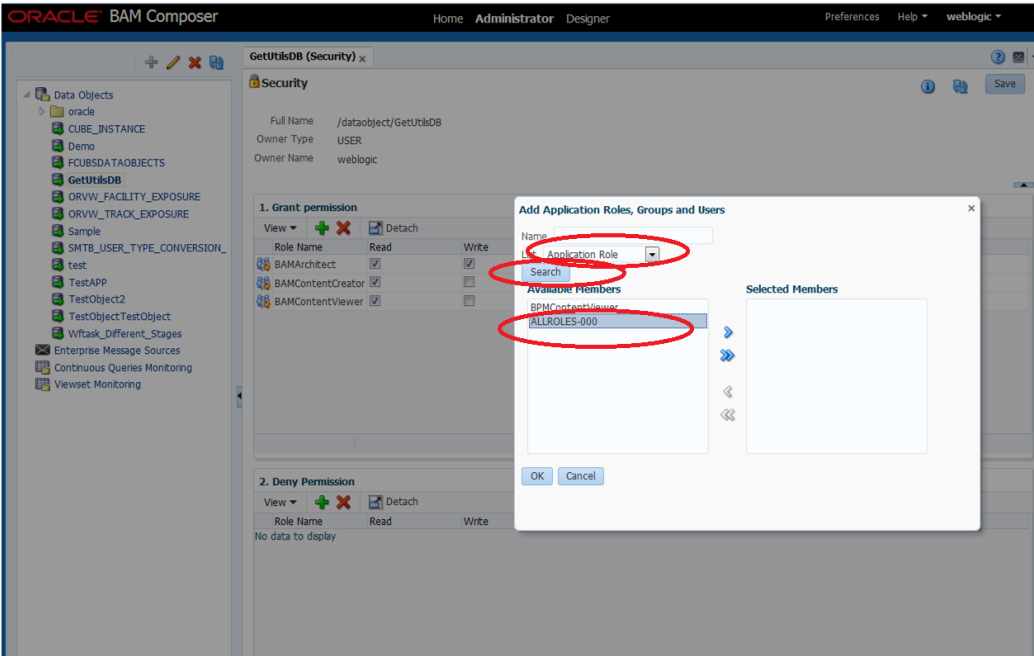 ORACLE BAM Composer
Home Administrator Designer
Preferences Help weblogic
GetUtilsDB (Security)
Security
Save
Full Name /dataobject/GetUtilsDB
Owner Type USER
Owner Name weblogic
Data Objects
oracle
CUBE_INSTANCE
Demo
FCUBSDATAOBJECTS
GetUtilsDB
ORVW_FACILITY_EXPOSURE
ORVW_TRACK_EXPOSURE
Sample
SMTB_USER_TYPE_CONVERSION_
test
TestAPP
TestObject2
TestObjectTestObject
Wftask_Different_Stages
Enterprise Message Sources
Continuous Queries Monitoring
Viewset Monitoring
1. Grant permission
View Detach
Role Name Read Write
BAMArchitect
BAMContentCreator
BAMContentViewer
2. Deny Permission
View Detach
Role Name Read Write
No data to display
Add Application Roles, Groups and Users
Name
List Application Role
Search
Available Members
BPMContentViewer
ALLROLES-000
Selected Members
OK Cancel